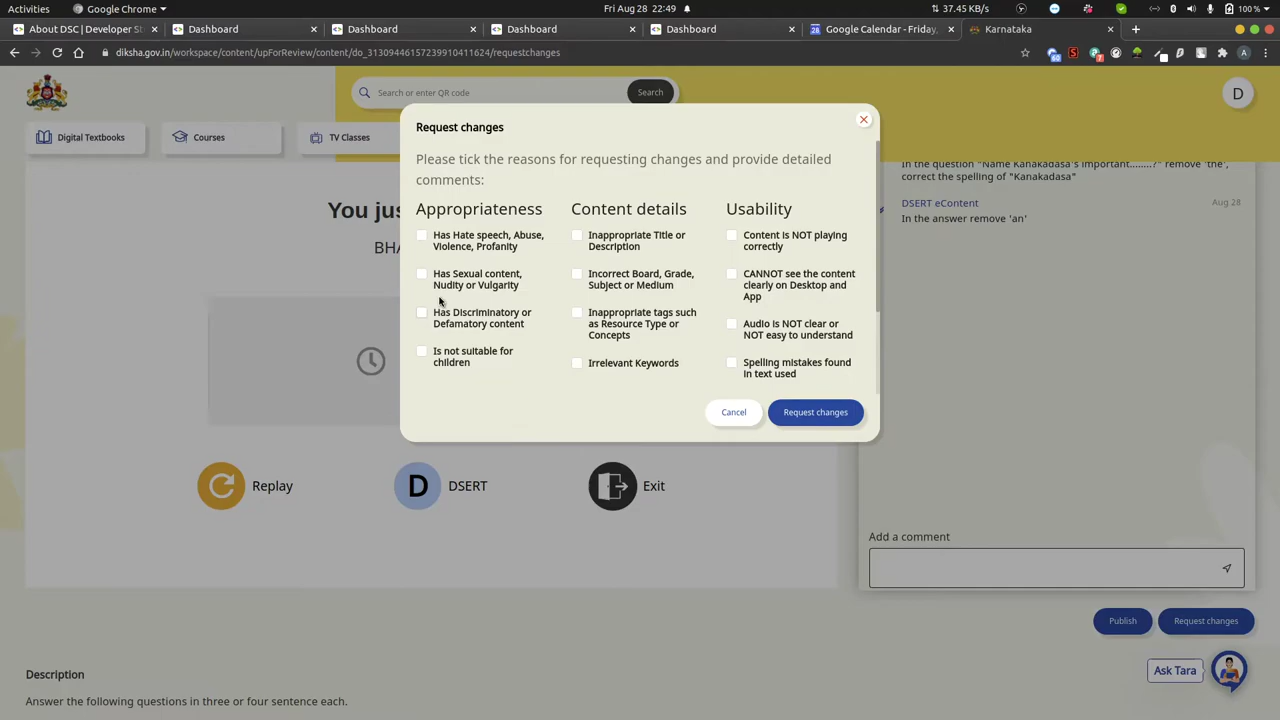 Activities
Google Chrome
Fri Aug 28 22:49
37.45 KB/s
100 %
About DSC | Developer St
Dashboard
Dashboard
Dashboard
Dashboard
28 Google Calendar - Friday,
Karnataka
diksha.gov.in/workspace/content/upForReview/content/do_31309446157239910411624/requestchanges
60
S
7
A
Search or enter QR code
Search
D
Digital Textbooks
Courses
TV Classes
Request changes
Please tick the reasons for requesting changes and provide detailed
comments:
Appropriateness
Has Hate speech, Abuse,
Violence, Profanity
Has Sexual content,
Nudity or Vulgarity
Has Discriminatory or
Defamatory content
Is not suitable for
children
Content details
Inappropriate Title or
Description
Incorrect Board, Grade,
Subject or Medium
Inappropriate tags such
as Resource Type or
Concepts
Irrelevant Keywords
Usability
Content is NOT playing
correctly
CANNOT see the content
clearly on Desktop and
App
Audio is NOT clear or
NOT easy to understand
Spelling mistakes found
in text used
Cancel
Request changes
You jus
BHA
Replay
D
DSERT
Exit
In the question "Name Kanakadasa's important........?" remove 'the',
correct the spelling of "Kanakadasa"
DSERT eContent
Aug 28
In the answer remove 'an'
Add a comment
Publish
Request changes
Ask Tara
Description
Answer the following questions in three or four sentence each.